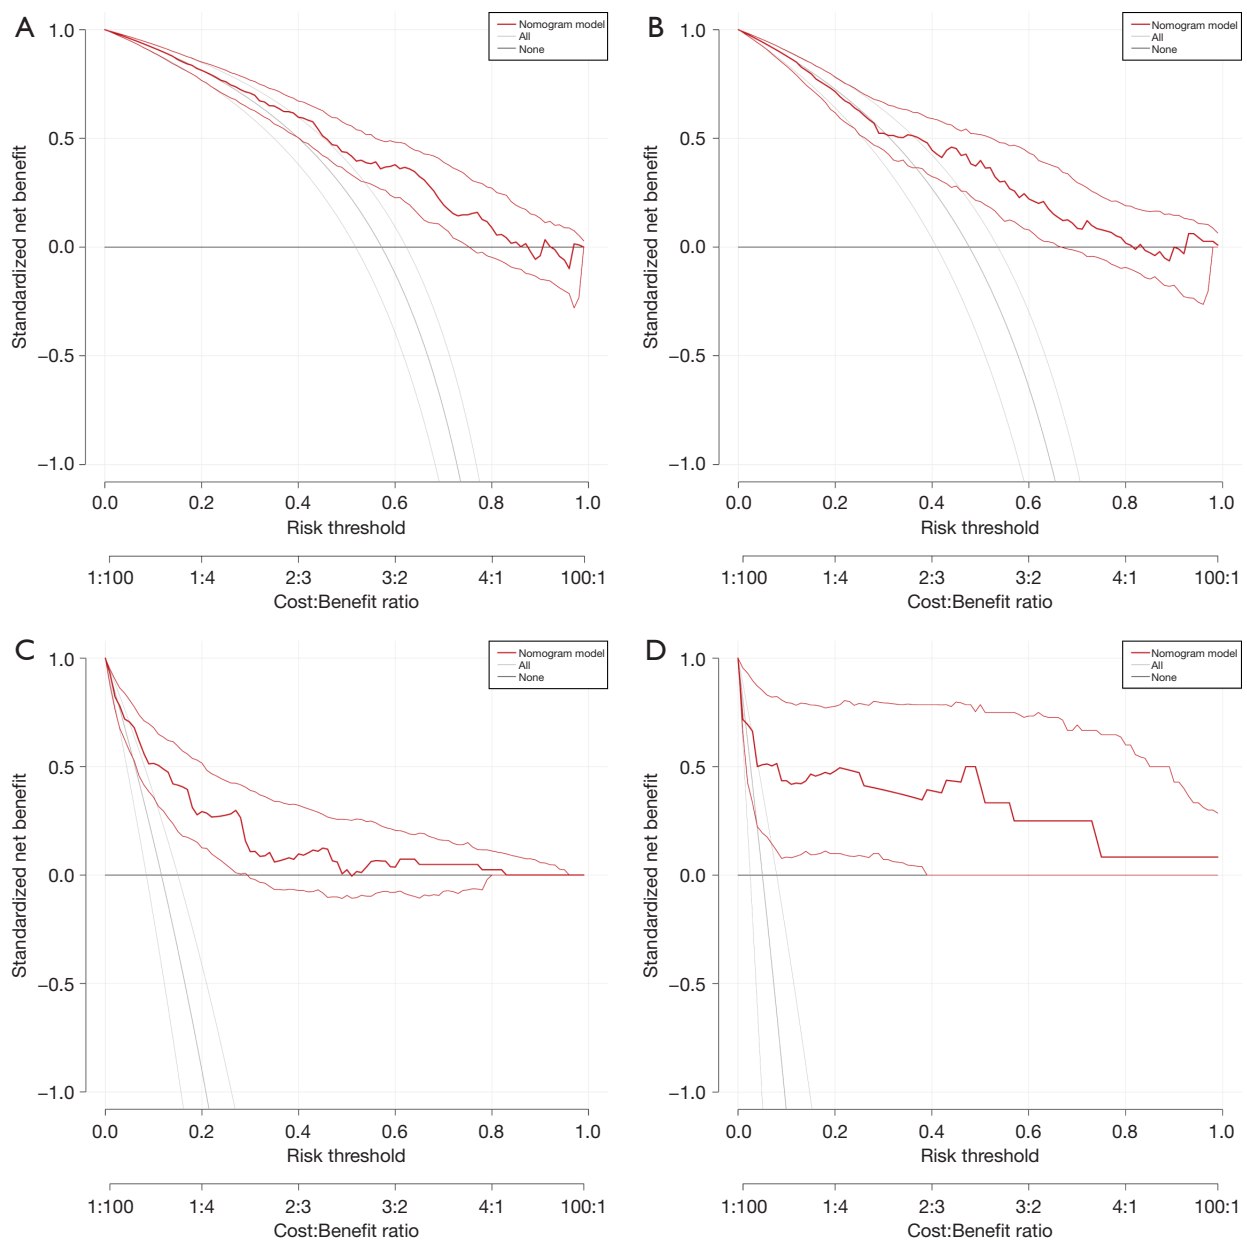 A
Nomogram model
All
None
Standardized net benefit
1.0
0.5
0.0
−0.5
−1.0
0.0 0.2 0.4 0.6 0.8 1.0
Risk threshold
1:100 1:4 2:3 3:2 4:1 100:1
Cost:Benefit ratio
B
Nomogram model
All
None
Standardized net benefit
1.0
0.5
0.0
−0.5
−1.0
0.0 0.2 0.4 0.6 0.8 1.0
Risk threshold
1:100 1:4 2:3 3:2 4:1 100:1
Cost:Benefit ratio
C
Nomogram model
All
None
Standardized net benefit
1.0
0.5
0.0
−0.5
−1.0
0.0 0.2 0.4 0.6 0.8 1.0
Risk threshold
1:100 1:4 2:3 3:2 4:1 100:1
Cost:Benefit ratio
D
Nomogram model
All
None
Standardized net benefit
1.0
0.5
0.0
−0.5
−1.0
0.0 0.2 0.4 0.6 0.8 1.0
Risk threshold
1:100 1:4 2:3 3:2 4:1 100:1
Cost:Benefit ratio